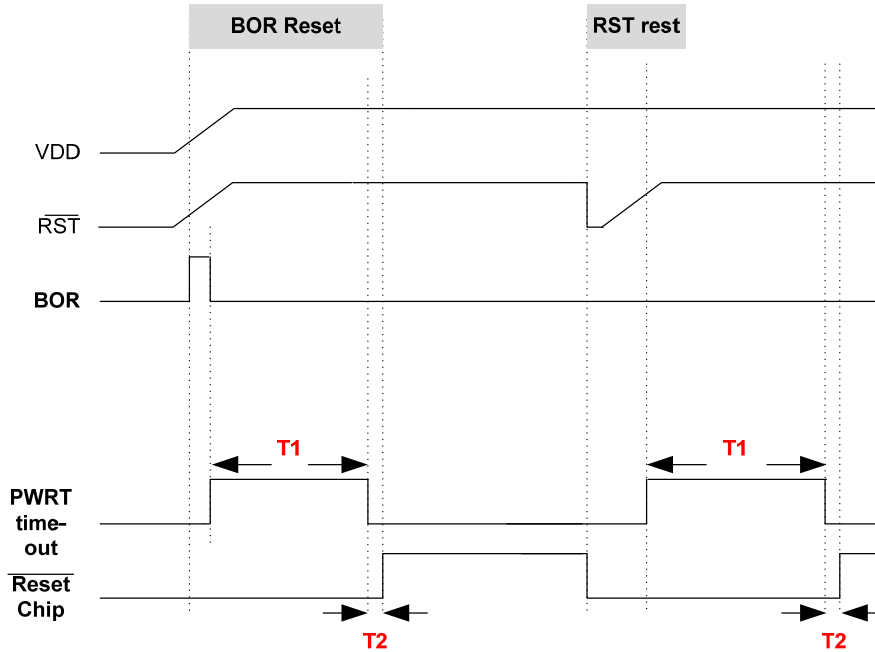 BOR Reset
RST rest
VDD
RST
BOR
T1
T1
PWRT
time-
out
Reset
Chip
T2
T2